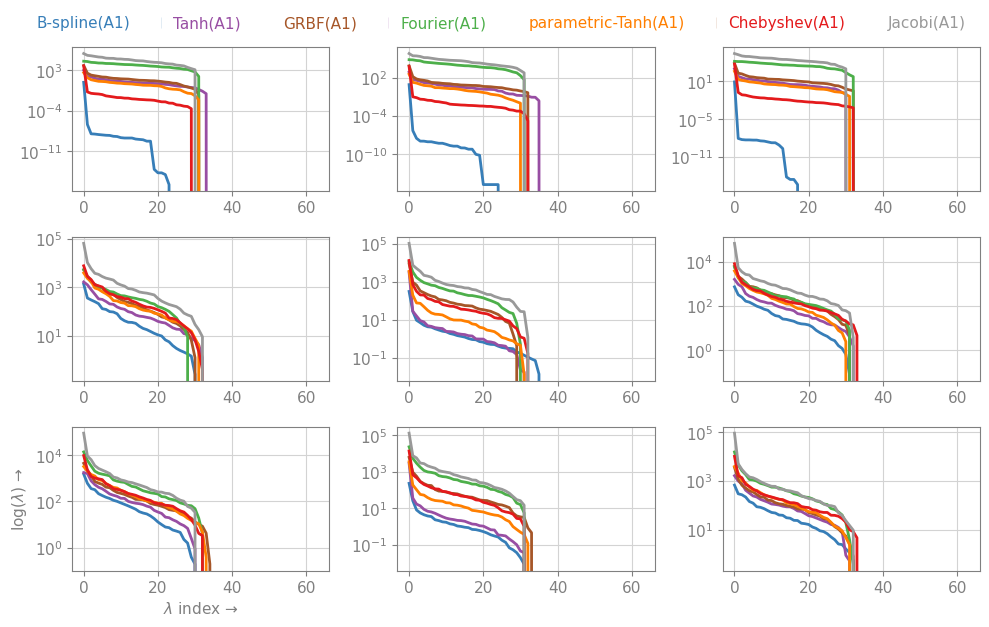 B-spline(A1) Tanh(A1) GRBF(A1) Fourier(A1) parametric-Tanh(A1) Chebyshev(A1) Jacobi(A1)
10³ 10⁻⁴ 10⁻¹¹ 0 20 40 60
10² 10⁻⁴ 10⁻¹⁰ 0 20 40 60
10¹ 10⁻⁵ 10⁻¹¹ 0 20 40 60
10⁵ 10³ 10¹ 0 20 40 60
10⁵ 10³ 10¹ 10⁻¹ 0 20 40 60
10⁴ 10² 10⁰ 0 20 40 60
log(λ) →
10⁴ 10² 10⁰ 0 20 40 60
λ index →
10⁵ 10³ 10¹ 10⁻¹ 0 20 40 60
10⁵ 10³ 10¹ 0 20 40 60